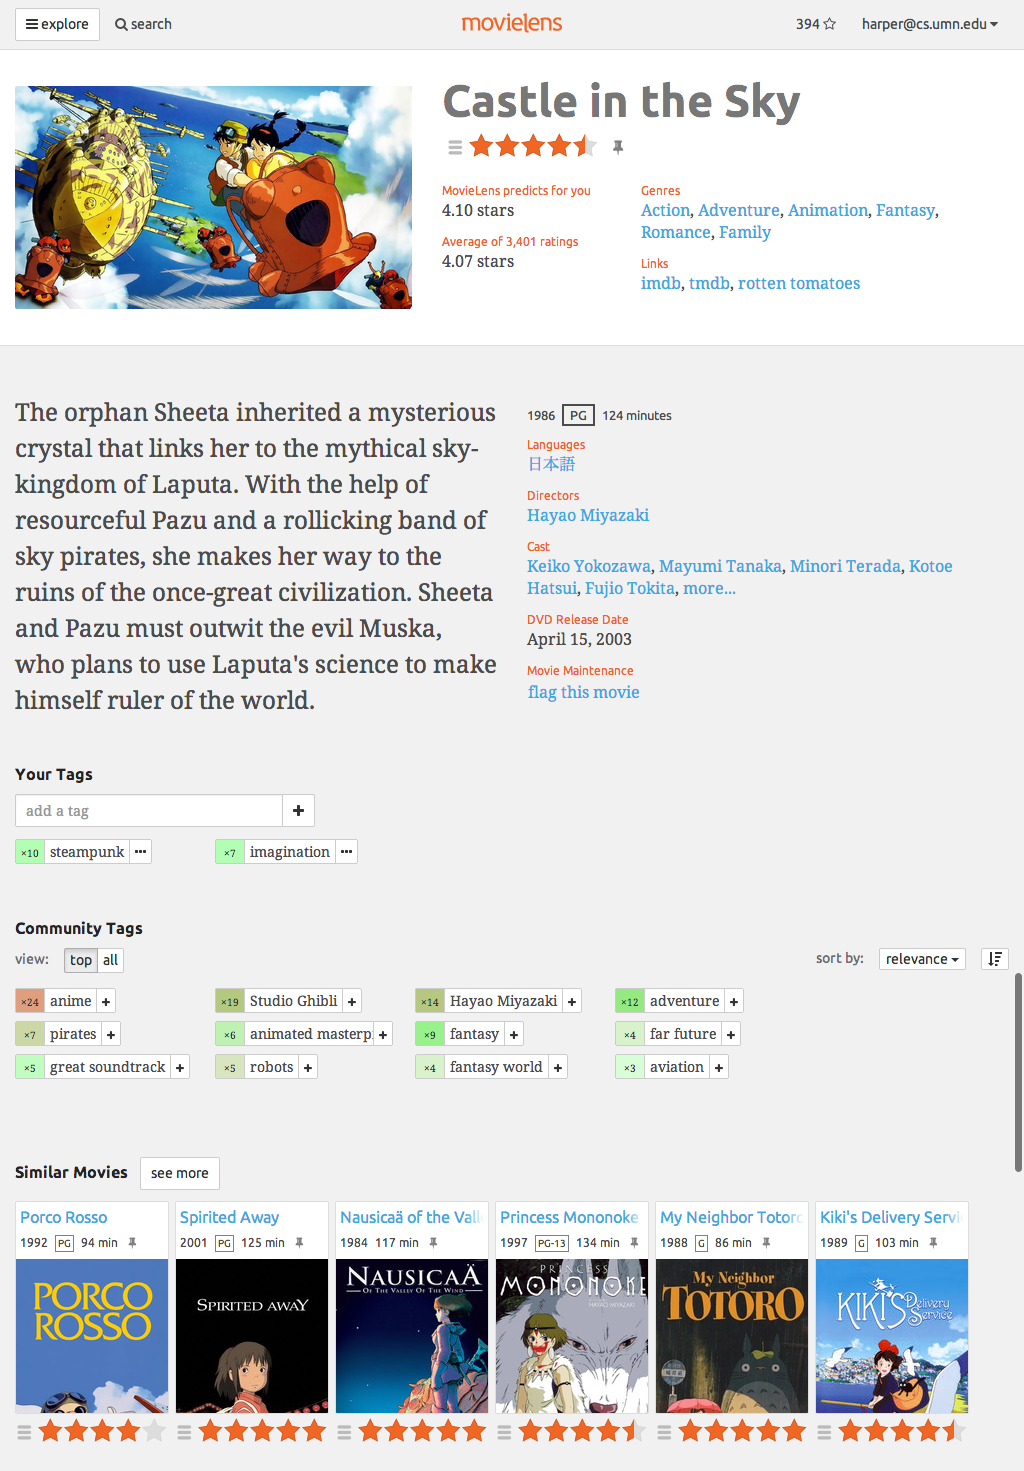 explore
search
movielens
394
harper@cs.umn.edu
Castle in the Sky
MovieLens predicts for you
4.10 stars
Average of 3,401 ratings
4.07 stars
Genres
Action, Adventure, Animation, Fantasy,
Romance, Family
Links
imdb, tmdb, rotten tomatoes
The orphan Sheeta inherited a mysterious
crystal that links her to the mythical sky-
kingdom of Laputa. With the help of
resourceful Pazu and a rollicking band of
sky pirates, she makes her way to the
ruins of the once-great civilization. Sheeta
and Pazu must outwit the evil Muska,
who plans to use Laputa's science to make
himself ruler of the world.
1986 PG 124 minutes
Languages
日本語
Directors
Hayao Miyazaki
Cast
Keiko Yokozawa, Mayumi Tanaka, Minori Terada, Kotoe
Hatsui, Fujio Tokita, more...
DVD Release Date
April 15, 2003
Movie Maintenance
flag this movie
Your Tags
add a tag +
×10 steampunk ···
×7 imagination ···
Community Tags
view: top all
sort by: relevance
×24 anime +
×19 Studio Ghibli +
×14 Hayao Miyazaki +
×12 adventure +
×7 pirates +
×6 animated masterp +
×9 fantasy +
×4 far future +
×5 great soundtrack +
×5 robots +
×4 fantasy world +
×3 aviation +
Similar Movies see more
Porco Rosso
1992 PG 94 min
PORCO
ROSSO
Spirited Away
2001 PG 125 min
SPIRITED AWAY
Nausicaä of the Vall
1984 117 min
NAUSICAÄ
OF THE VALLEY OF THE WIND
Princess Mononoke
1997 PG-13 134 min
PRINCESS
MONONOKE
HAYAO MIYAZAKI
My Neighbor Totoro
1988 G 86 min
My Neighbor
TOTORO
Kiki's Delivery Servi
1989 G 103 min
KIKI'S Delivery
Service